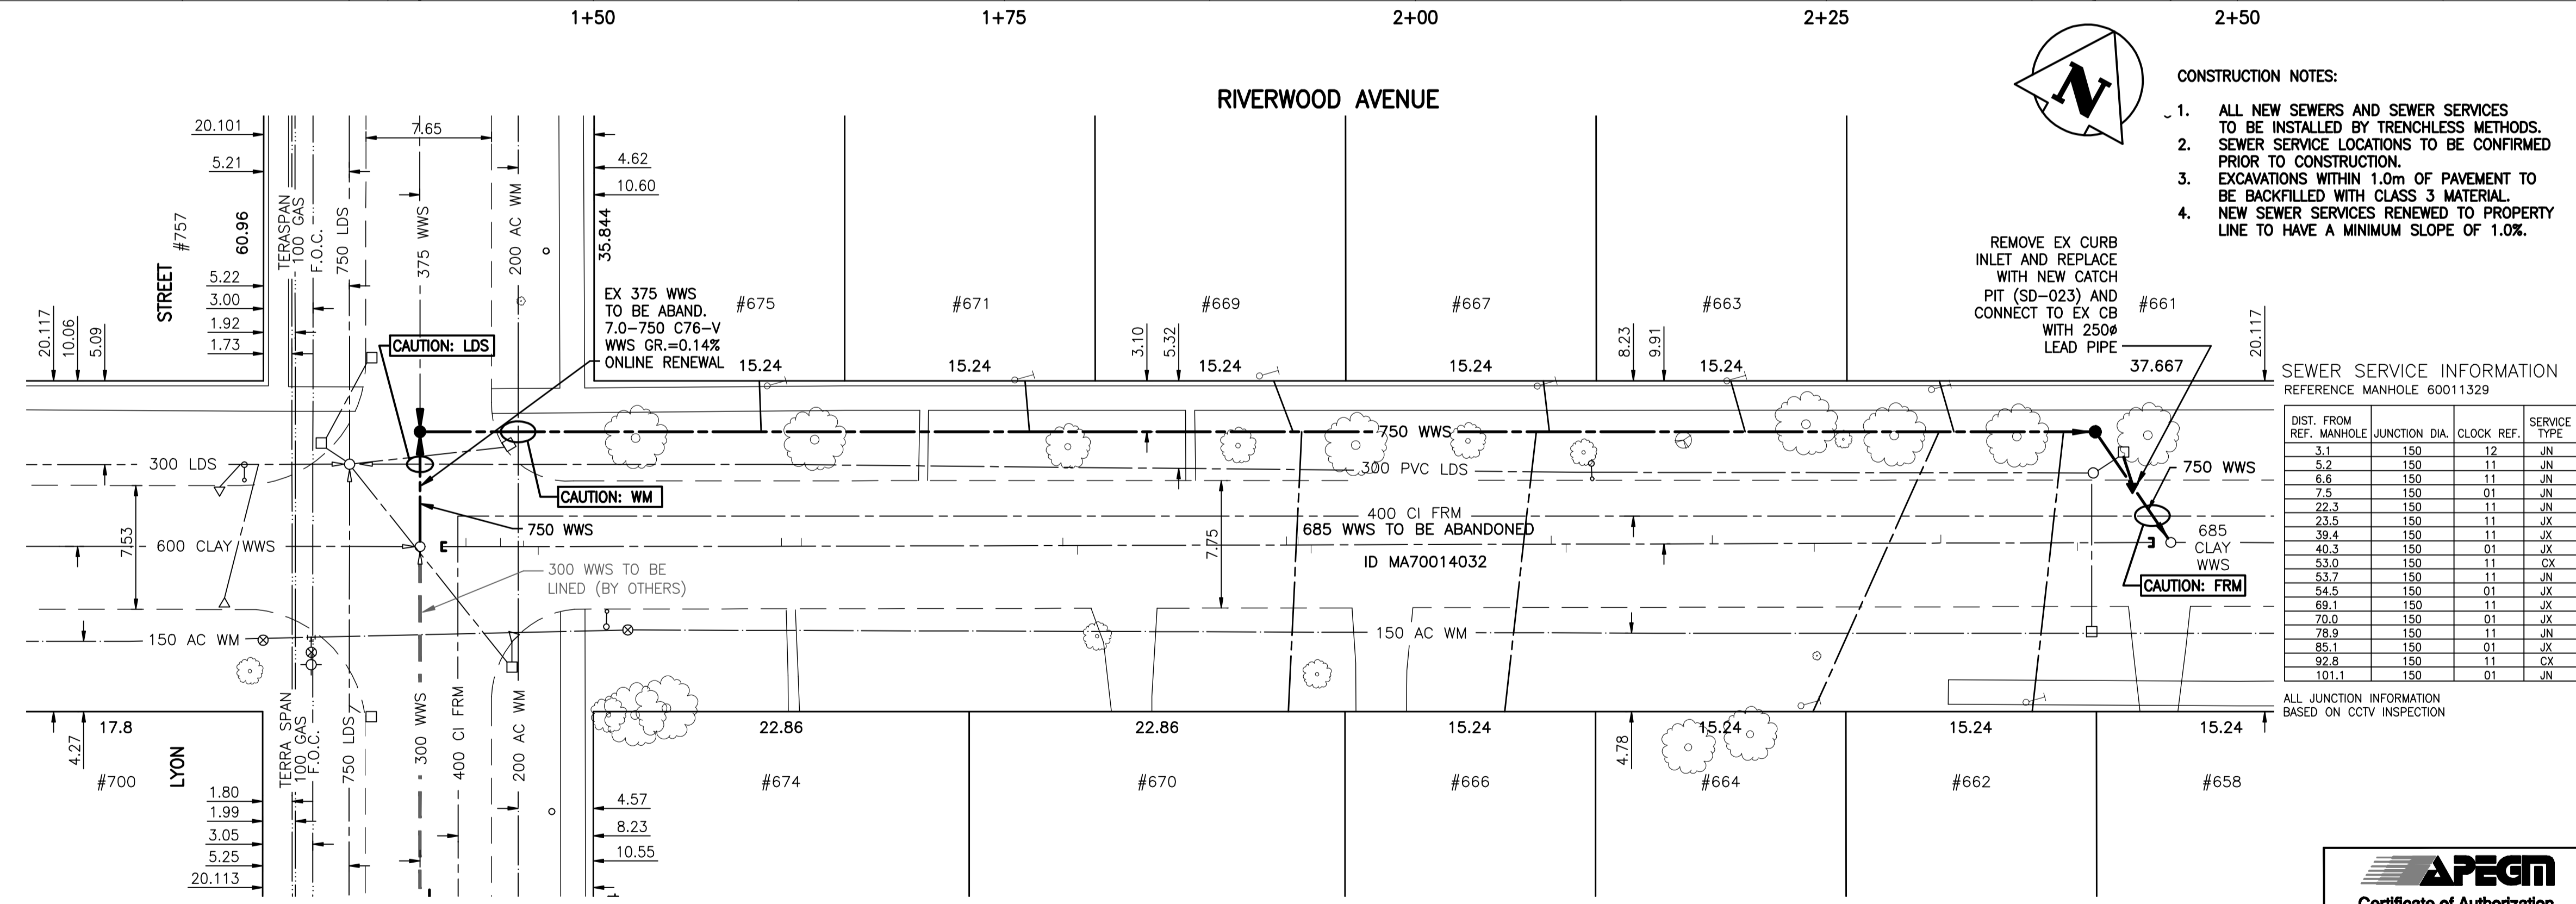 1+50
1+75
2+00
2+25
2+50
RIVERWOOD AVENUE
N
CONSTRUCTION NOTES:
1. ALL NEW SEWERS AND SEWER SERVICES
TO BE INSTALLED BY TRENCHLESS METHODS.
2. SEWER SERVICE LOCATIONS TO BE CONFIRMED
PRIOR TO CONSTRUCTION.
3. EXCAVATIONS WITHIN 1.0m OF PAVEMENT TO
BE BACKFILLED WITH CLASS 3 MATERIAL.
4. NEW SEWER SERVICES RENEWED TO PROPERTY
LINE TO HAVE A MINIMUM SLOPE OF 1.0%.
20.101
5.21
5.22
3.00
1.92
1.73
20.117
10.06
5.09
STREET
#757
60.96
TERASPAN
100 GAS
F.O.C.
750 LDS
375 WWS
200 AC WM
7.65
4.62
10.60
35.844
CAUTION: LDS
EX 375 WWS
TO BE ABAND.
7.0-750 C76-V
WWS GR.=0.14%
ONLINE RENEWAL
#675
#671
#669
#667
#663
#661
15.24
15.24
3.10
5.32
15.24
15.24
8.23
9.91
15.24
37.667
20.117
REMOVE EX CURB
INLET AND REPLACE
WITH NEW CATCH
PIT (SD-023) AND
CONNECT TO EX CB
WITH 250ø
LEAD PIPE
300 LDS
7.53
600 CLAY WWS
150 AC WM
CAUTION: WM
750 WWS
E
300 WWS TO BE
LINED (BY OTHERS)
750 WWS
300 PVC LDS
7.75
400 CI FRM
685 WWS TO BE ABANDONED
ID MA70014032
150 AC WM
750 WWS
685
CLAY
WWS
CAUTION: FRM
SEWER SERVICE INFORMATION
REFERENCE MANHOLE 60011329
DIST. FROM REF. MANHOLE JUNCTION DIA. CLOCK REF. SERVICE TYPE
3.1 150 12 JN
5.2 150 11 JN
6.6 150 11 JN
7.5 150 01 JN
22.3 150 11 JN
23.5 150 11 JX
39.4 150 11 JX
40.3 150 01 JX
53.0 150 11 CX
53.7 150 11 JN
54.5 150 01 JX
69.1 150 11 JX
70.0 150 01 JX
78.9 150 11 JN
85.1 150 01 JX
92.8 150 11 CX
101.1 150 01 JN
ALL JUNCTION INFORMATION
BASED ON CCTV INSPECTION
17.8
4.27
#700
LYON
1.80
1.99
3.05
5.25
20.113
TERRA SPAN
100 GAS
F.O.C.
750 LDS
300 WWS
400 CI FRM
200 AC WM
4.57
8.23
10.55
22.86
22.86
15.24
4.78
15.24
15.24
15.24
#674
#670
#666
#664
#662
#658
APEGM
Certificate of Authorization